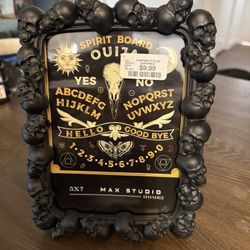 SPIRIT BOARD
OUIJA
$9.99
YES
NO
ABCDEFG
HIJKLM
NOPQRST
UVWXYZ
HELLO
GOOD BYE
1·2·3·4·5·6·7·8·9·0
5X7
MAX STUDIO
HOME